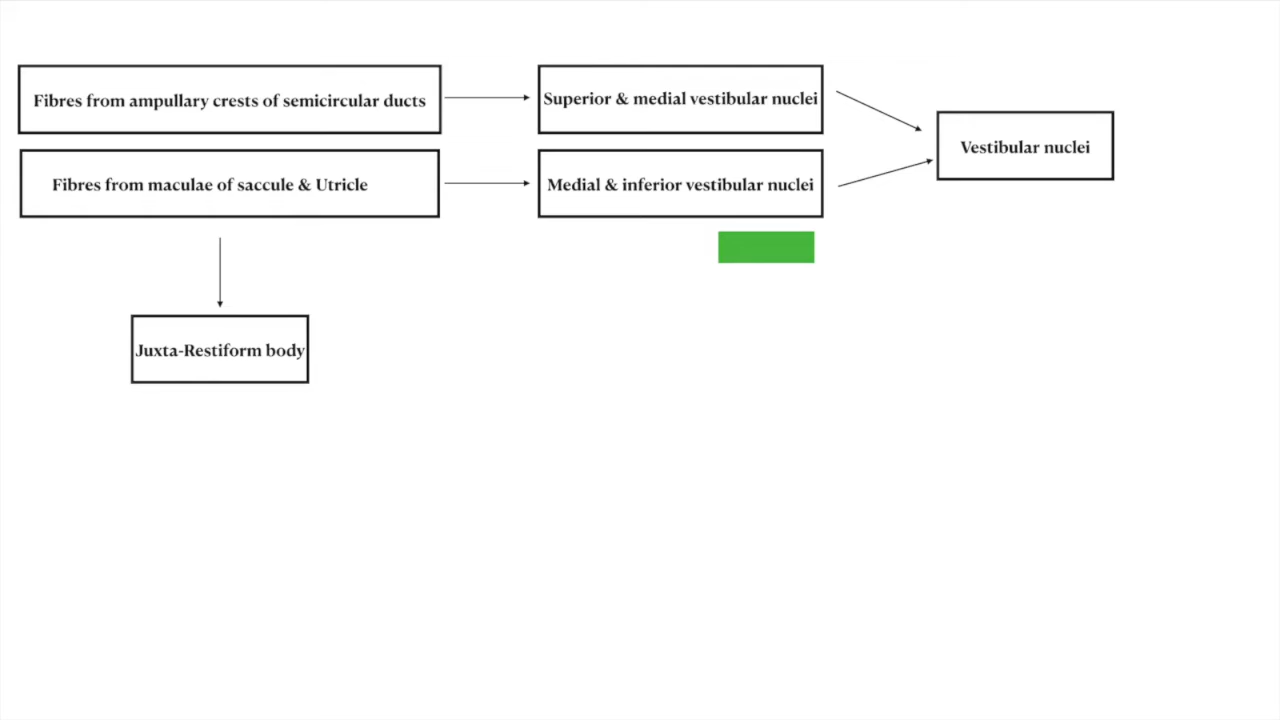 Fibres from ampullary crests of semicircular ducts
Superior & medial vestibular nuclei
Vestibular nuclei
Fibres from maculae of saccule & Utricle
Medial & inferior vestibular nuclei
Juxta-Restiform body